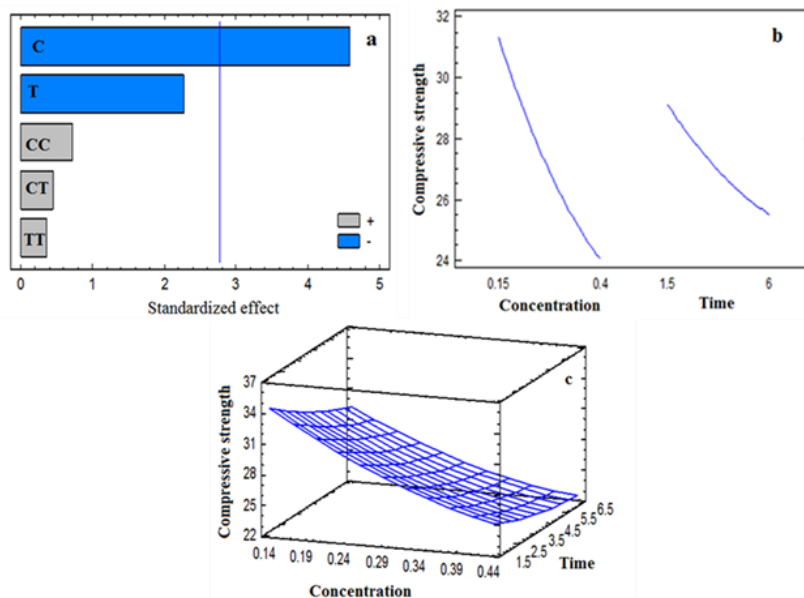 C
a
T
CC
CT
TT
+
-
0 1 2 3 4 5
Standardized effect
b
Compressive strength
32
30
28
26
24
0.15 0.4 1.5 6
Concentration Time
c
Compressive strength
37
34
31
28
25
22
0.14 0.19 0.24 0.29 0.34 0.39 0.44
Concentration
1.5 2.5 3.5 4.5 5.5 6.5
Time